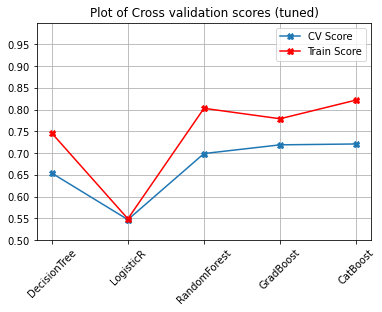 Plot of Cross validation scores (tuned)
CV Score
Train Score
0.95
0.90
0.85
0.80
0.75
0.70
0.65
0.60
0.55
0.50
DecisionTree
LogisticR
RandomForest
GradBoost
CatBoost